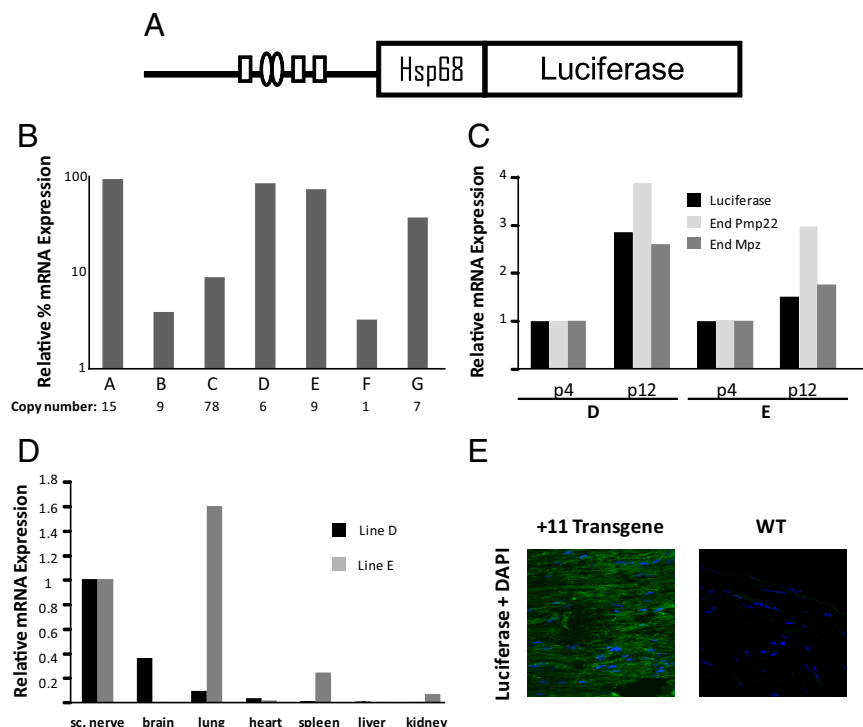 A
Hsp68 Luciferase
B
Relative % mRNA Expression
100
10
1
A B C D E F G
Copy number: 15 9 78 6 9 1 7
C
Relative mRNA Expression
4
3
2
1
Luciferase
End Pmp22
End Mpz
p4 p12 p4 p12
D E
D
Relative mRNA Expression
1.8
1.6
1.4
1.2
1
0.8
0.6
0.4
0.2
Line D
Line E
sc. nerve brain lung heart spleen liver kidney
E
+11 Transgene WT
Luciferase + DAPI